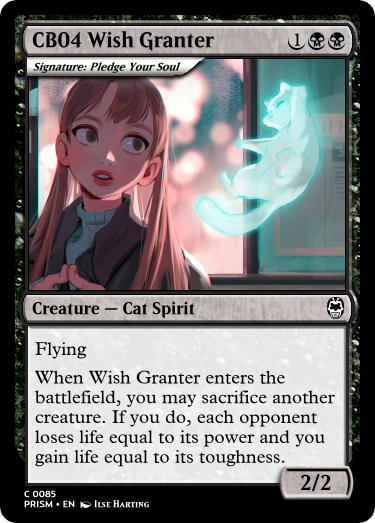 CB04 Wish Granter 1
Signature: Pledge Your Soul
Creature — Cat Spirit
Flying
When Wish Granter enters the
battlefield, you may sacrifice another
creature. If you do, each opponent
loses life equal to its power and you
gain life equal to its toughness.
2/2
C 0085
PRISM • EN Ilse Harting